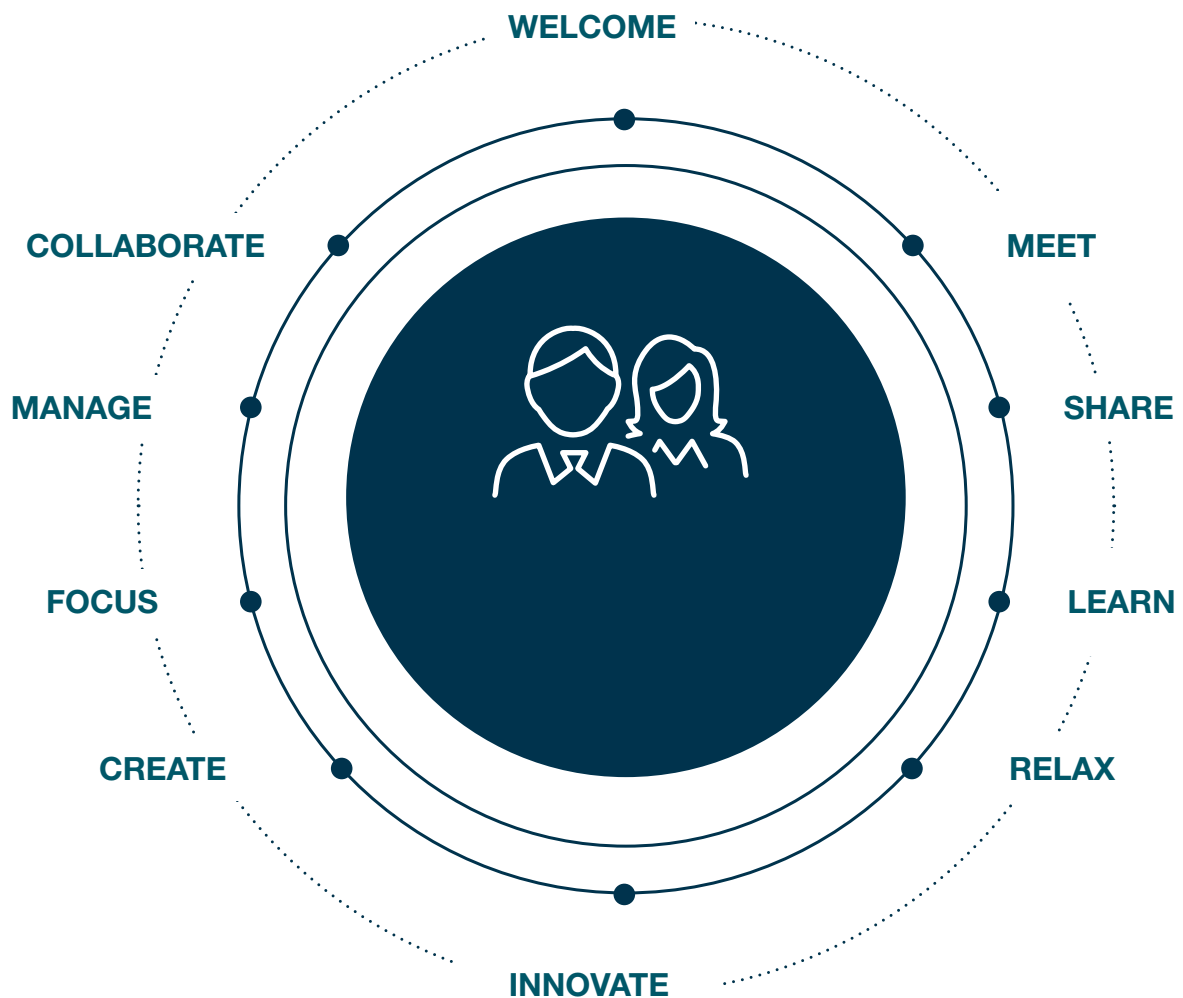 WELCOME
MEET
SHARE
LEARN
RELAX
INNOVATE
CREATE
FOCUS
MANAGE
COLLABORATE